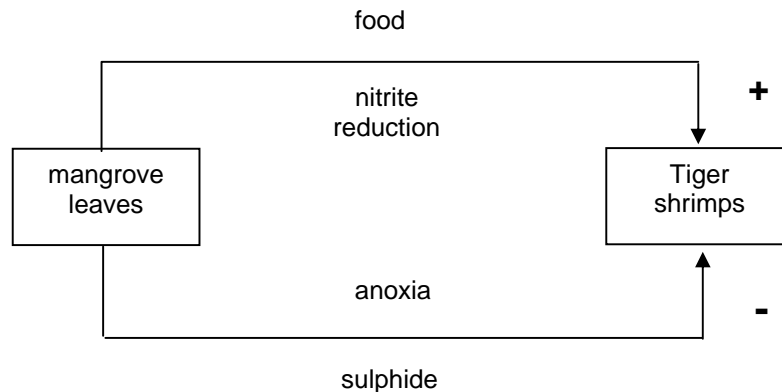 food
+
nitrite
reduction
mangrove
leaves
Tiger
shrimps
anoxia
-
sulphide